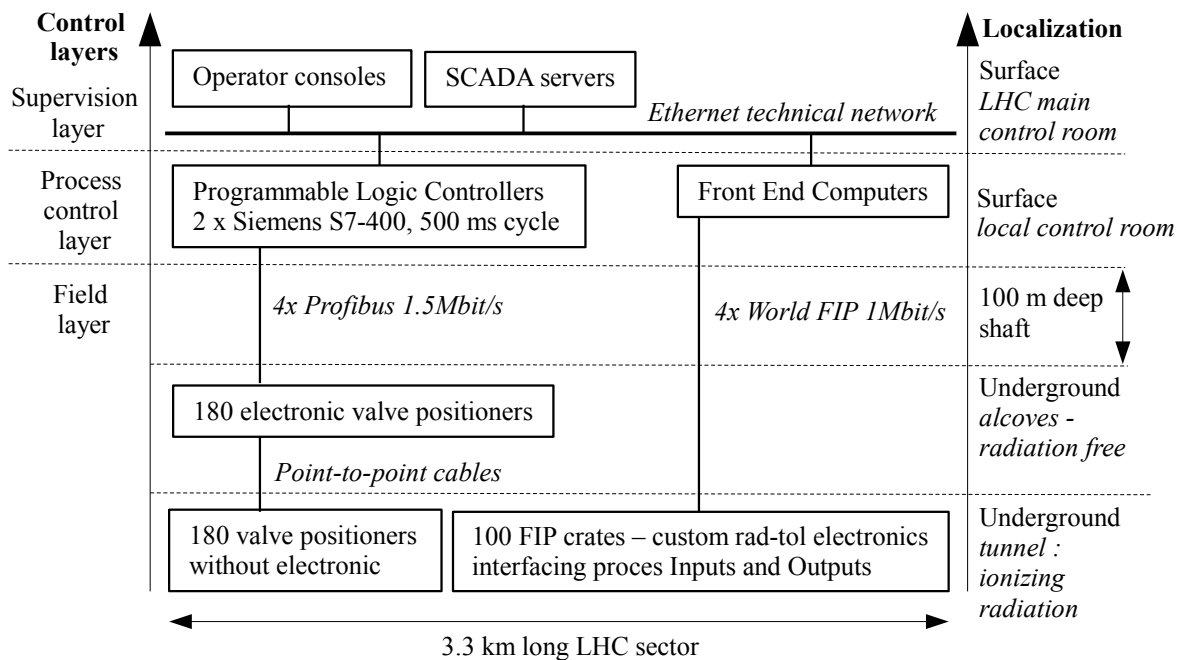 Control
layers
Localization
Operator consoles
SCADA servers
Surface
LHC main
control room
Supervision
layer
Ethernet technical network
Process
control
layer
Programmable Logic Controllers
2 x Siemens S7-400, 500 ms cycle
Front End Computers
Surface
local control room
Field
layer
4x Profibus 1.5Mbit/s
4x World FIP 1Mbit/s
100 m deep
shaft
180 electronic valve positioners
Underground
alcoves -
radiation free
Point-to-point cables
180 valve positioners
without electronic
100 FIP crates – custom rad-tol electronics
interfacing proces Inputs and Outputs
Underground
tunnel :
ionizing
radiation
3.3 km long LHC sector